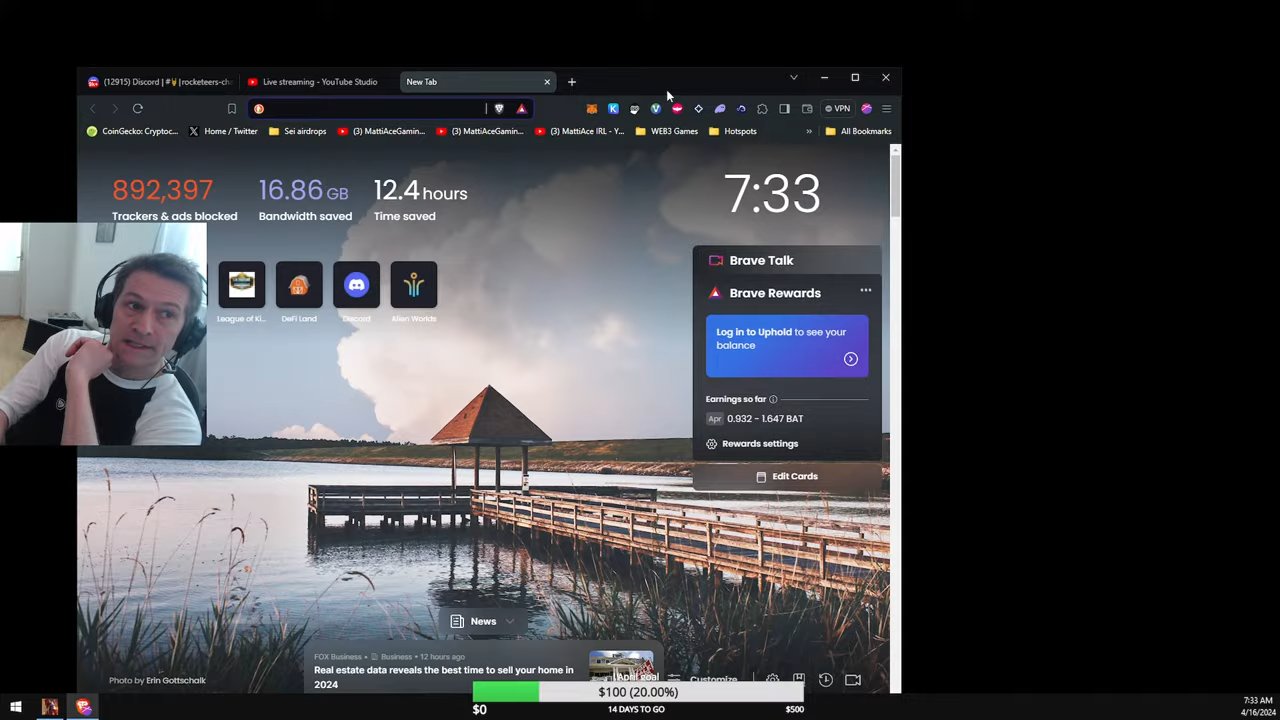 (12915) Discord | #🤘|rocketeers-cha
Live streaming - YouTube Studio
New Tab
VPN
CoinGecko: Cryptoc...
Home / Twitter
Sei airdrops
(3) MattiAceGamin...
(3) MattiAceGamin...
(3) MattiAce IRL - Y...
WEB3 Games
Hotspots
»
All Bookmarks
892,397
Trackers & ads blocked
16.86 GB
Bandwidth saved
12.4 hours
Time saved
7:33
League of Ki...
DeFi Land
Discord
Alien Worlds
Brave Talk
Brave Rewards
Log in to Uphold to see your
balance
Earnings so far
Apr 0.932 - 1.647 BAT
Rewards settings
Edit Cards
News
FOX Business • Business • 12 hours ago
Real estate data reveals the best time to sell your home in
2024
Photo by Erin Gottschalk
Customize
April goal
$100 (20.00%)
$0
14 DAYS TO GO
$500
7:33 AM
4/16/2024